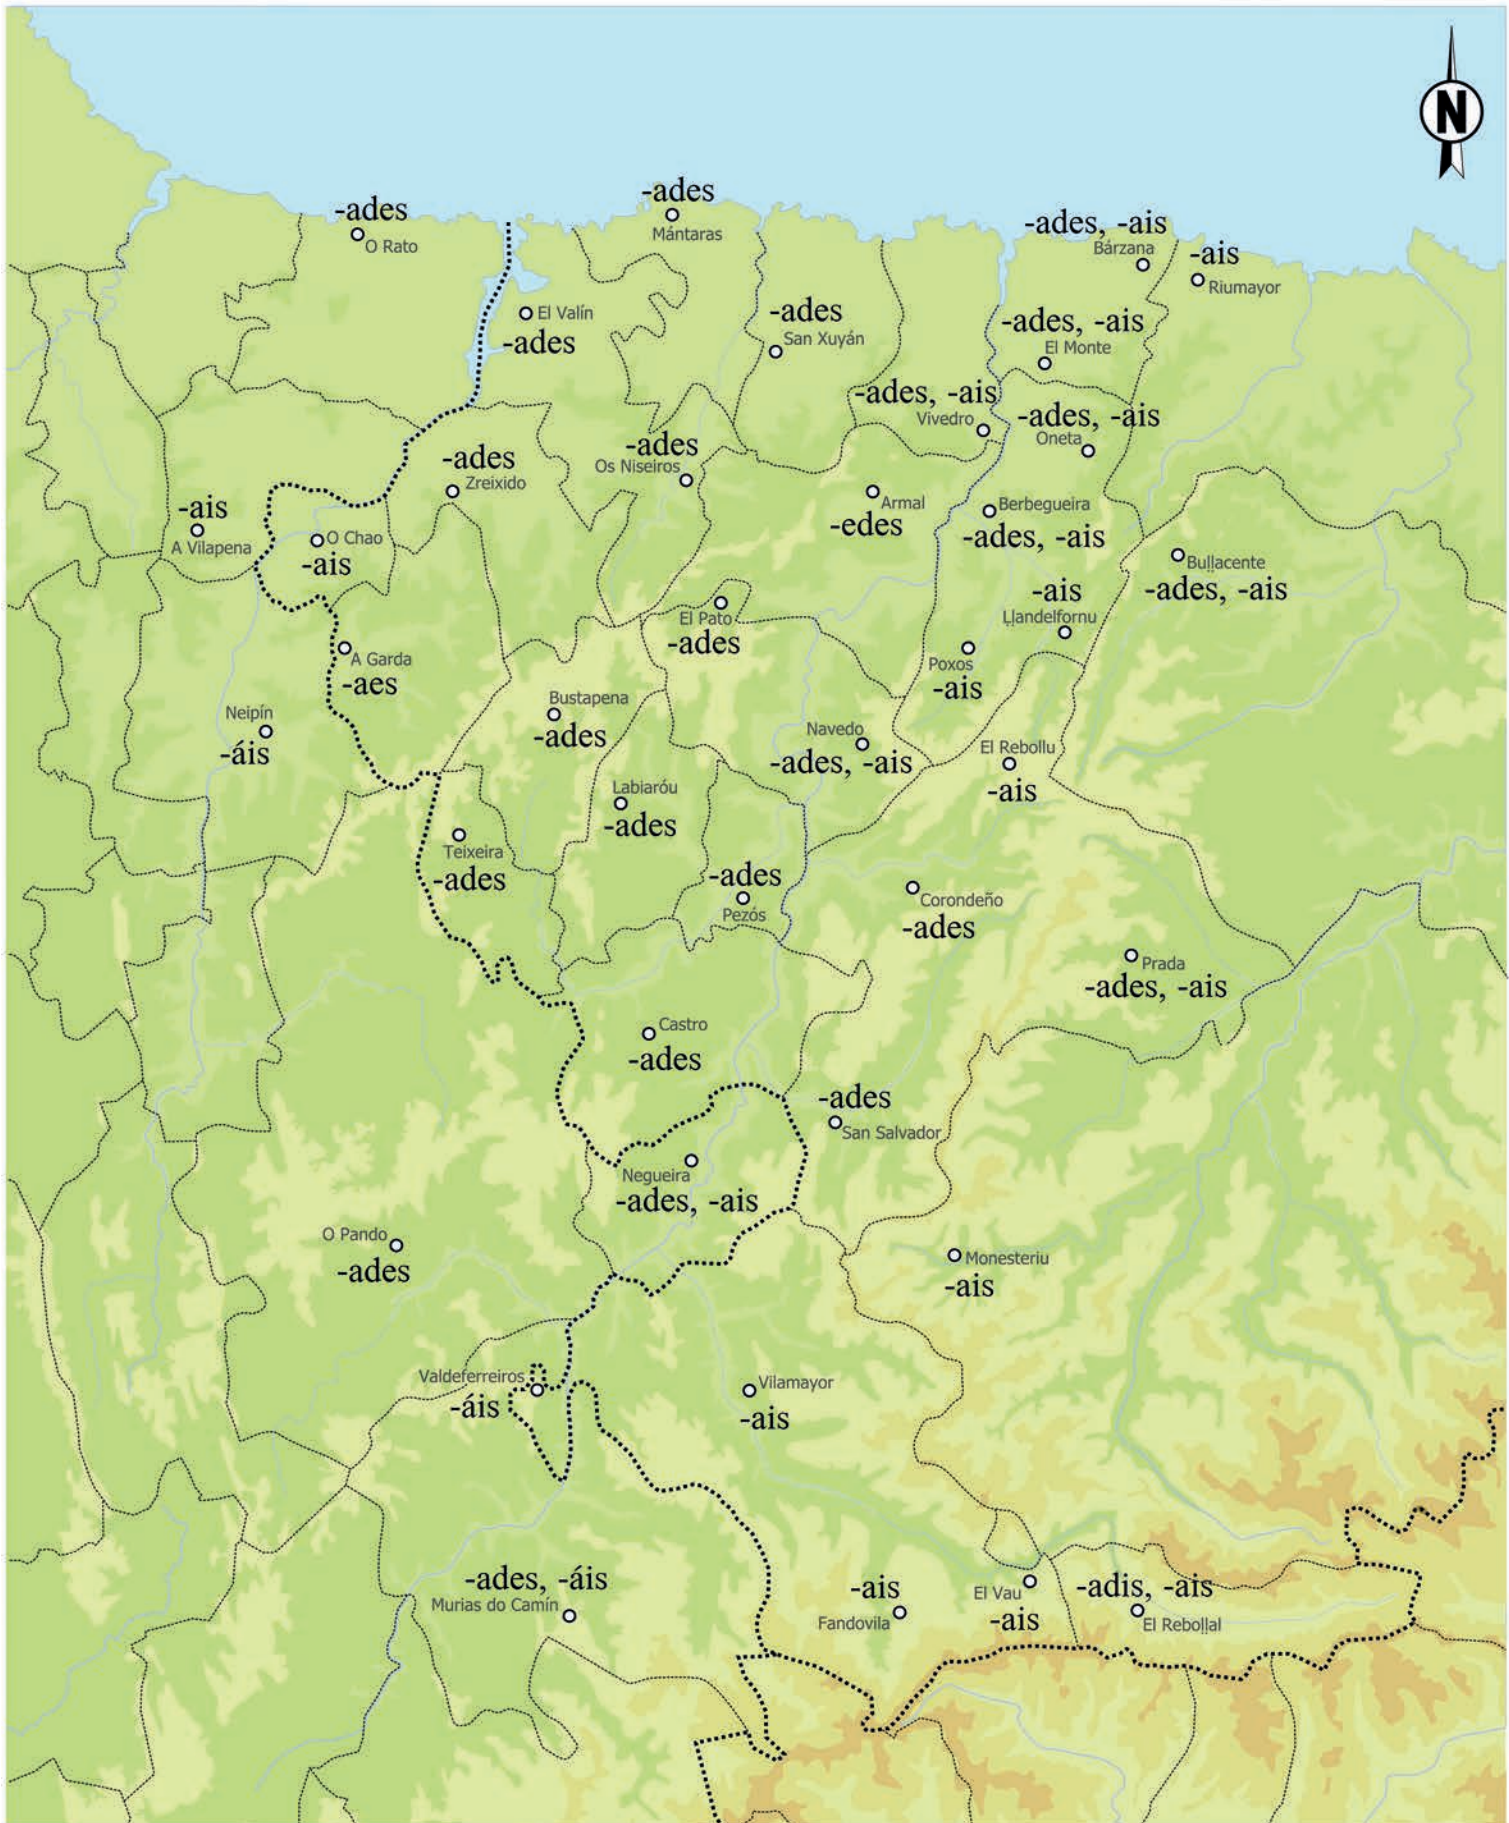 N
-ades
O Rato
-ades
Mántaras
-ades, -ais
Bárzana
-ais
Riumayor
El Valín
-ades
-ades
San Xuyán
-ades, -ais
El Monte
-ades, -ais
Vivedro
-ades, -ais
Oneta
-ades
Zreixido
-ades
Os Niseiros
Armal
-edes
Berbegueira
-ades, -ais
-ais
A Vilapena
O Chao
-ais
Buḷḷacente
-ades, -ais
-ais
Ḷḷandelfornu
El Pato
-ades
A Garda
-aes
Poxos
-ais
Bustapena
-ades
Neipín
-áis
Navedo
-ades, -ais
El Rebollu
-ais
Labiaróu
-ades
Teixeira
-ades
-ades
Pezós
Corondeño
-ades
Prada
-ades, -ais
Castro
-ades
-ades
San Salvador
Negueira
-ades, -ais
O Pando
-ades
Monesteriu
-ais
Valdeferreiros
-áis
Vilamayor
-ais
-ades, -áis
Murias do Camín
-ais
Fandovila
El Vau
-ais
-adis, -ais
El Reboḷḷal